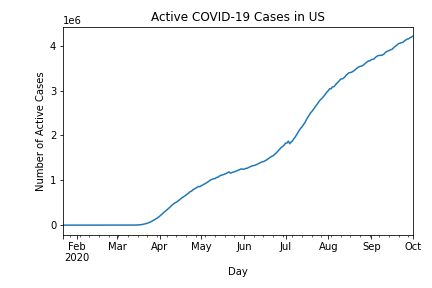 Active COVID-19 Cases in US
1e6
4
3
2
1
0
Number of Active Cases
Feb Mar Apr May Jun Jul Aug Sep Oct
2020
Day